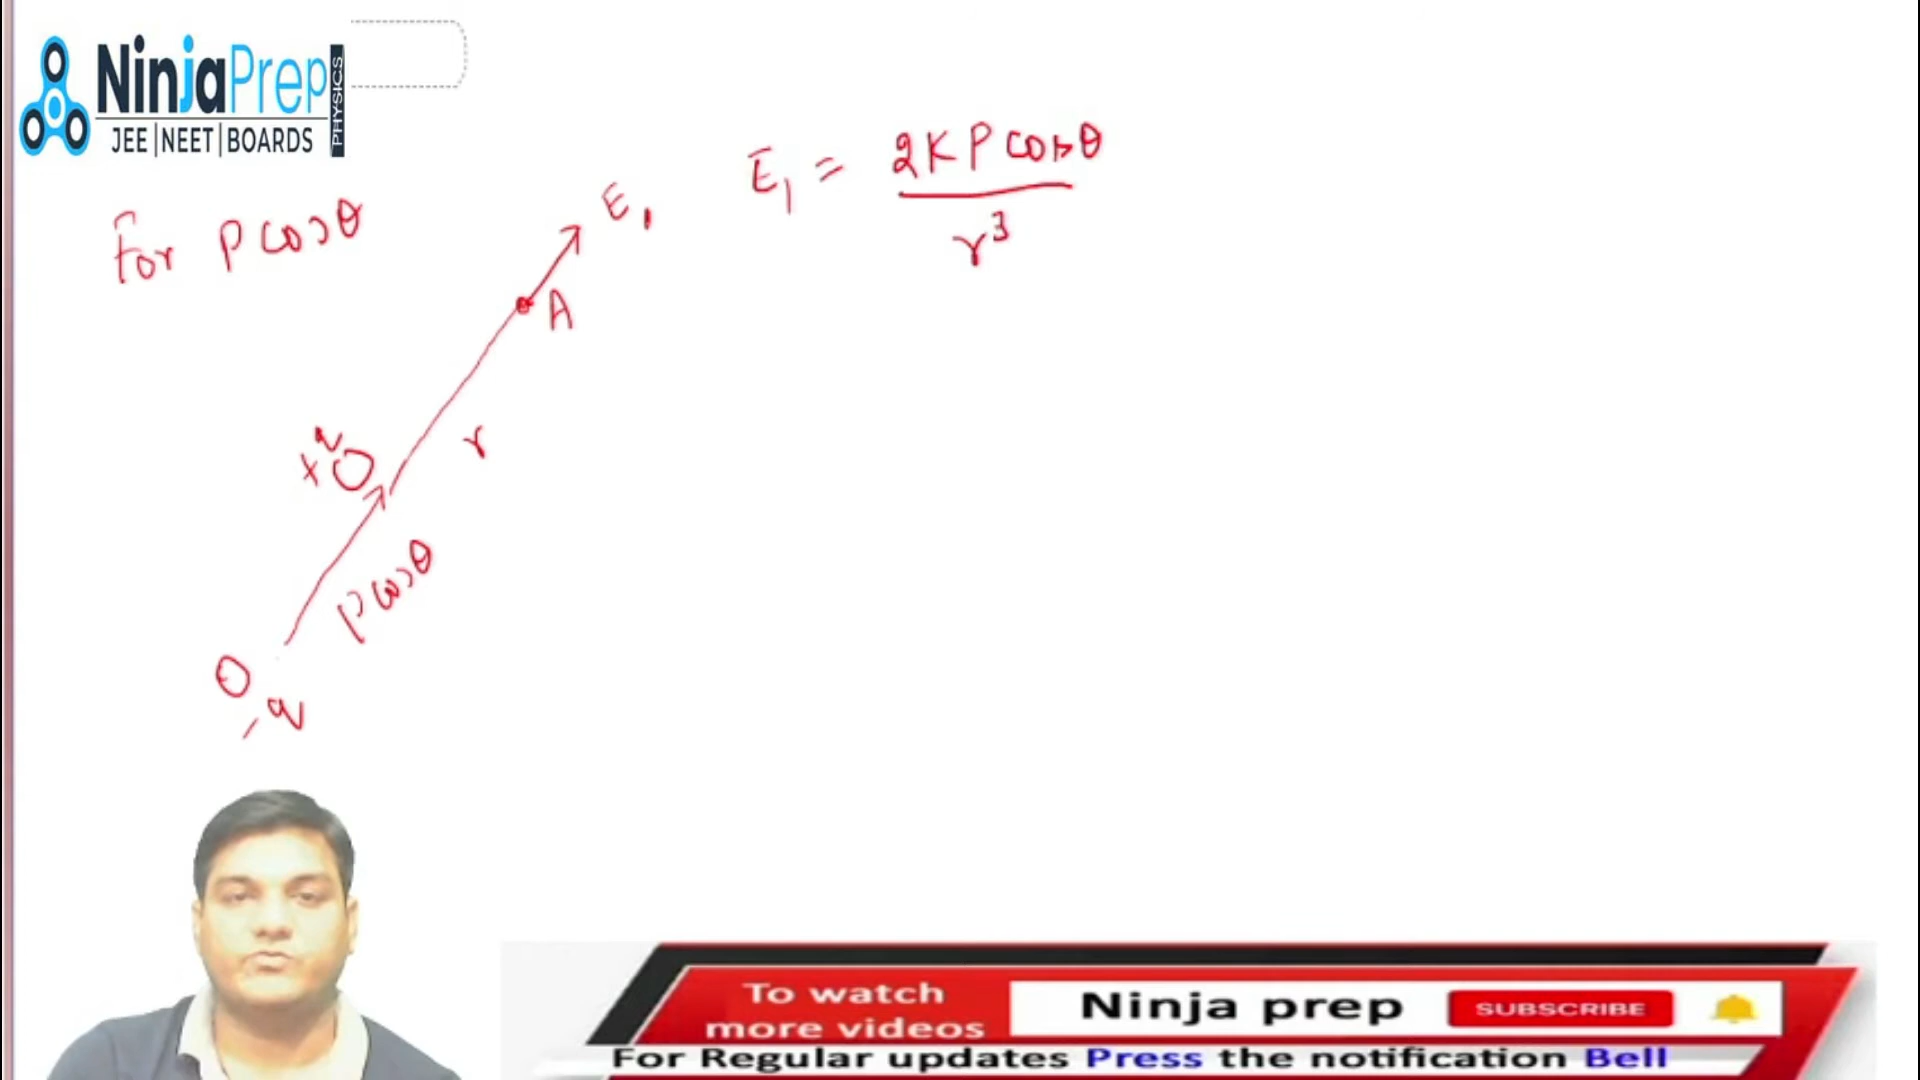 NinjaPrep
PHYSICS
JEE|NEET|BOARDS
For P cosθ
E₁
E₁ = 2KP cosθ / r³
A
+q
r
P cosθ
-q
To watch
more videos
Ninja prep
SUBSCRIBE
For Regular updates Press the notification Bell